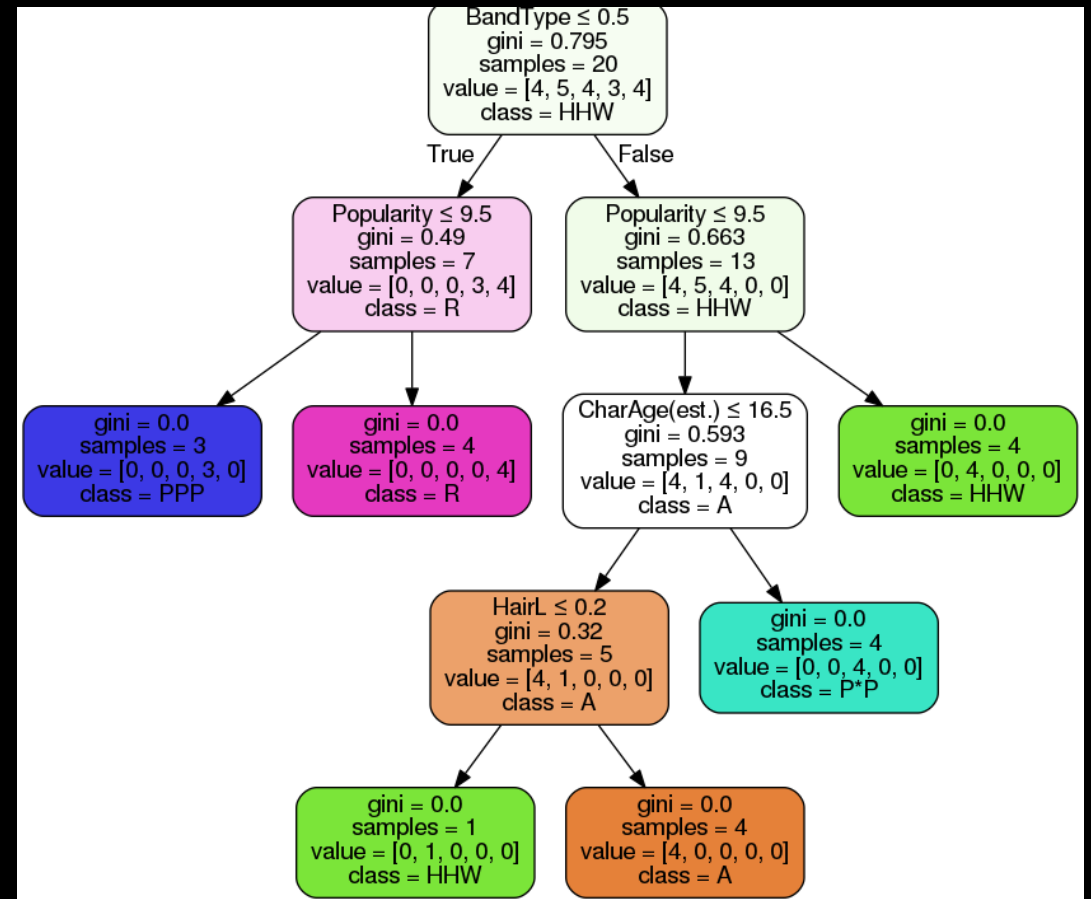 BandType ≤ 0.5
gini = 0.795
samples = 20
value = [4, 5, 4, 3, 4]
class = HHW
True
False
Popularity ≤ 9.5
gini = 0.49
samples = 7
value = [0, 0, 0, 3, 4]
class = R
Popularity ≤ 9.5
gini = 0.663
samples = 13
value = [4, 5, 4, 0, 0]
class = HHW
gini = 0.0
samples = 3
value = [0, 0, 0, 3, 0]
class = PPP
gini = 0.0
samples = 4
value = [0, 0, 0, 0, 4]
class = R
CharAge(est.) ≤ 16.5
gini = 0.593
samples = 9
value = [4, 1, 4, 0, 0]
class = A
gini = 0.0
samples = 4
value = [0, 4, 0, 0, 0]
class = HHW
HairL ≤ 0.2
gini = 0.32
samples = 5
value = [4, 1, 0, 0, 0]
class = A
gini = 0.0
samples = 4
value = [0, 0, 4, 0, 0]
class = P*P
gini = 0.0
samples = 1
value = [0, 1, 0, 0, 0]
class = HHW
gini = 0.0
samples = 4
value = [4, 0, 0, 0, 0]
class = A